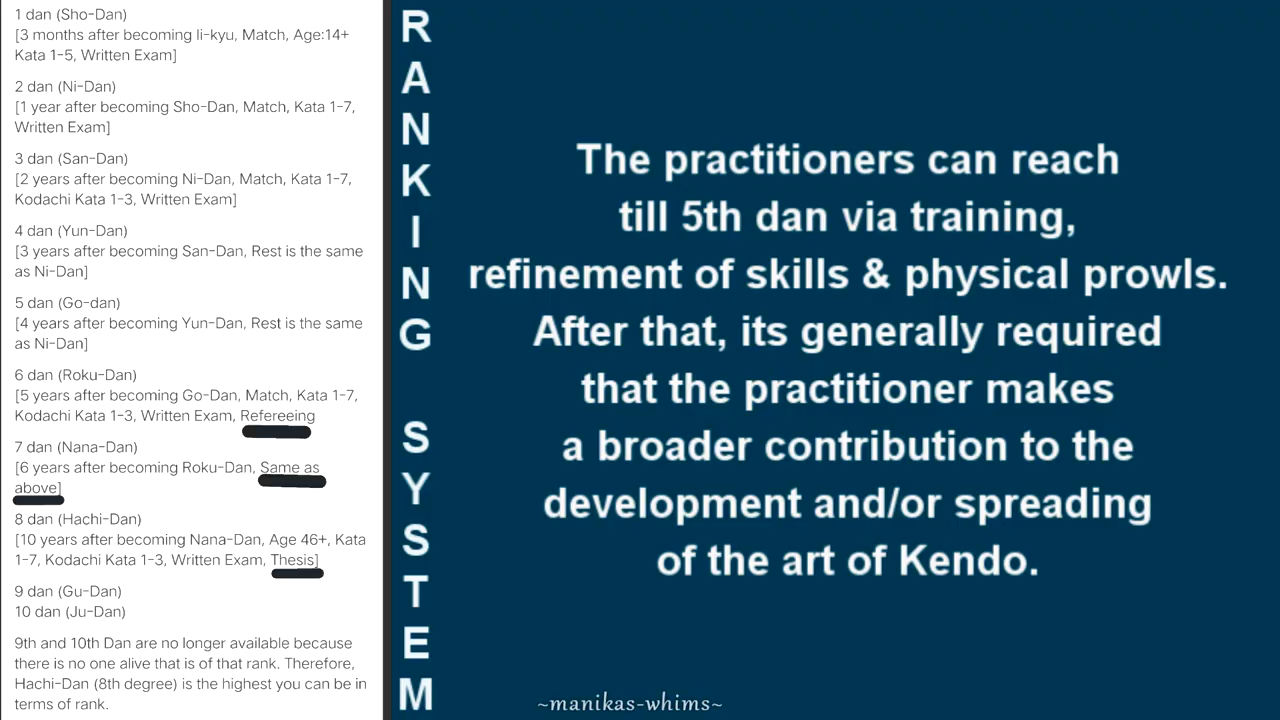 1 dan (Sho-Dan)
[3 months after becoming Ii-kyu, Match, Age:14+
Kata 1-5, Written Exam]
2 dan (Ni-Dan)
[1 year after becoming Sho-Dan, Match, Kata 1-7,
Written Exam]
3 dan (San-Dan)
[2 years after becoming Ni-Dan, Match, Kata 1-7,
Kodachi Kata 1-3, Written Exam]
4 dan (Yun-Dan)
[3 years after becoming San-Dan, Rest is the same
as Ni-Dan]
5 dan (Go-dan)
[4 years after becoming Yun-Dan, Rest is the same
as Ni-Dan]
6 dan (Roku-Dan)
[5 years after becoming Go-Dan, Match, Kata 1-7,
Kodachi Kata 1-3, Written Exam, Refereeing
7 dan (Nana-Dan)
[6 years after becoming Roku-Dan, Same as
above]
8 dan (Hachi-Dan)
[10 years after becoming Nana-Dan, Age 46+, Kata
1-7, Kodachi Kata 1-3, Written Exam, Thesis]
9 dan (Gu-Dan)
10 dan (Ju-Dan)
9th and 10th Dan are no longer available because
there is no one alive that is of that rank. Therefore,
Hachi-Dan (8th degree) is the highest you can be in
terms of rank.
RANKING SYSTEM
The practitioners can reach
till 5th dan via training,
refinement of skills & physical prowls.
After that, its generally required
that the practitioner makes
a broader contribution to the
development and/or spreading
of the art of Kendo.
~manikas-whims~